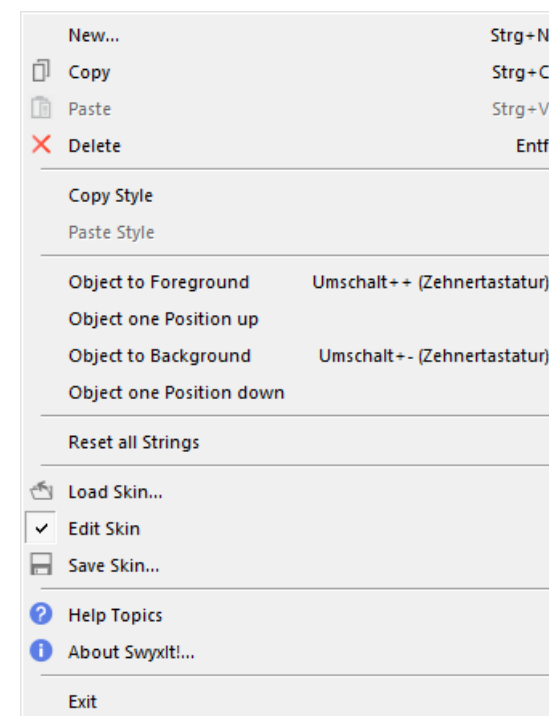 New... Strg+N
Copy Strg+C
Paste Strg+V
Delete Entf
Copy Style
Paste Style
Object to Foreground Umschalt++ (Zehnertastatur)
Object one Position up
Object to Background Umschalt+- (Zehnertastatur)
Object one Position down
Reset all Strings
Load Skin...
Edit Skin
Save Skin...
Help Topics
About SwyxIt!...
Exit